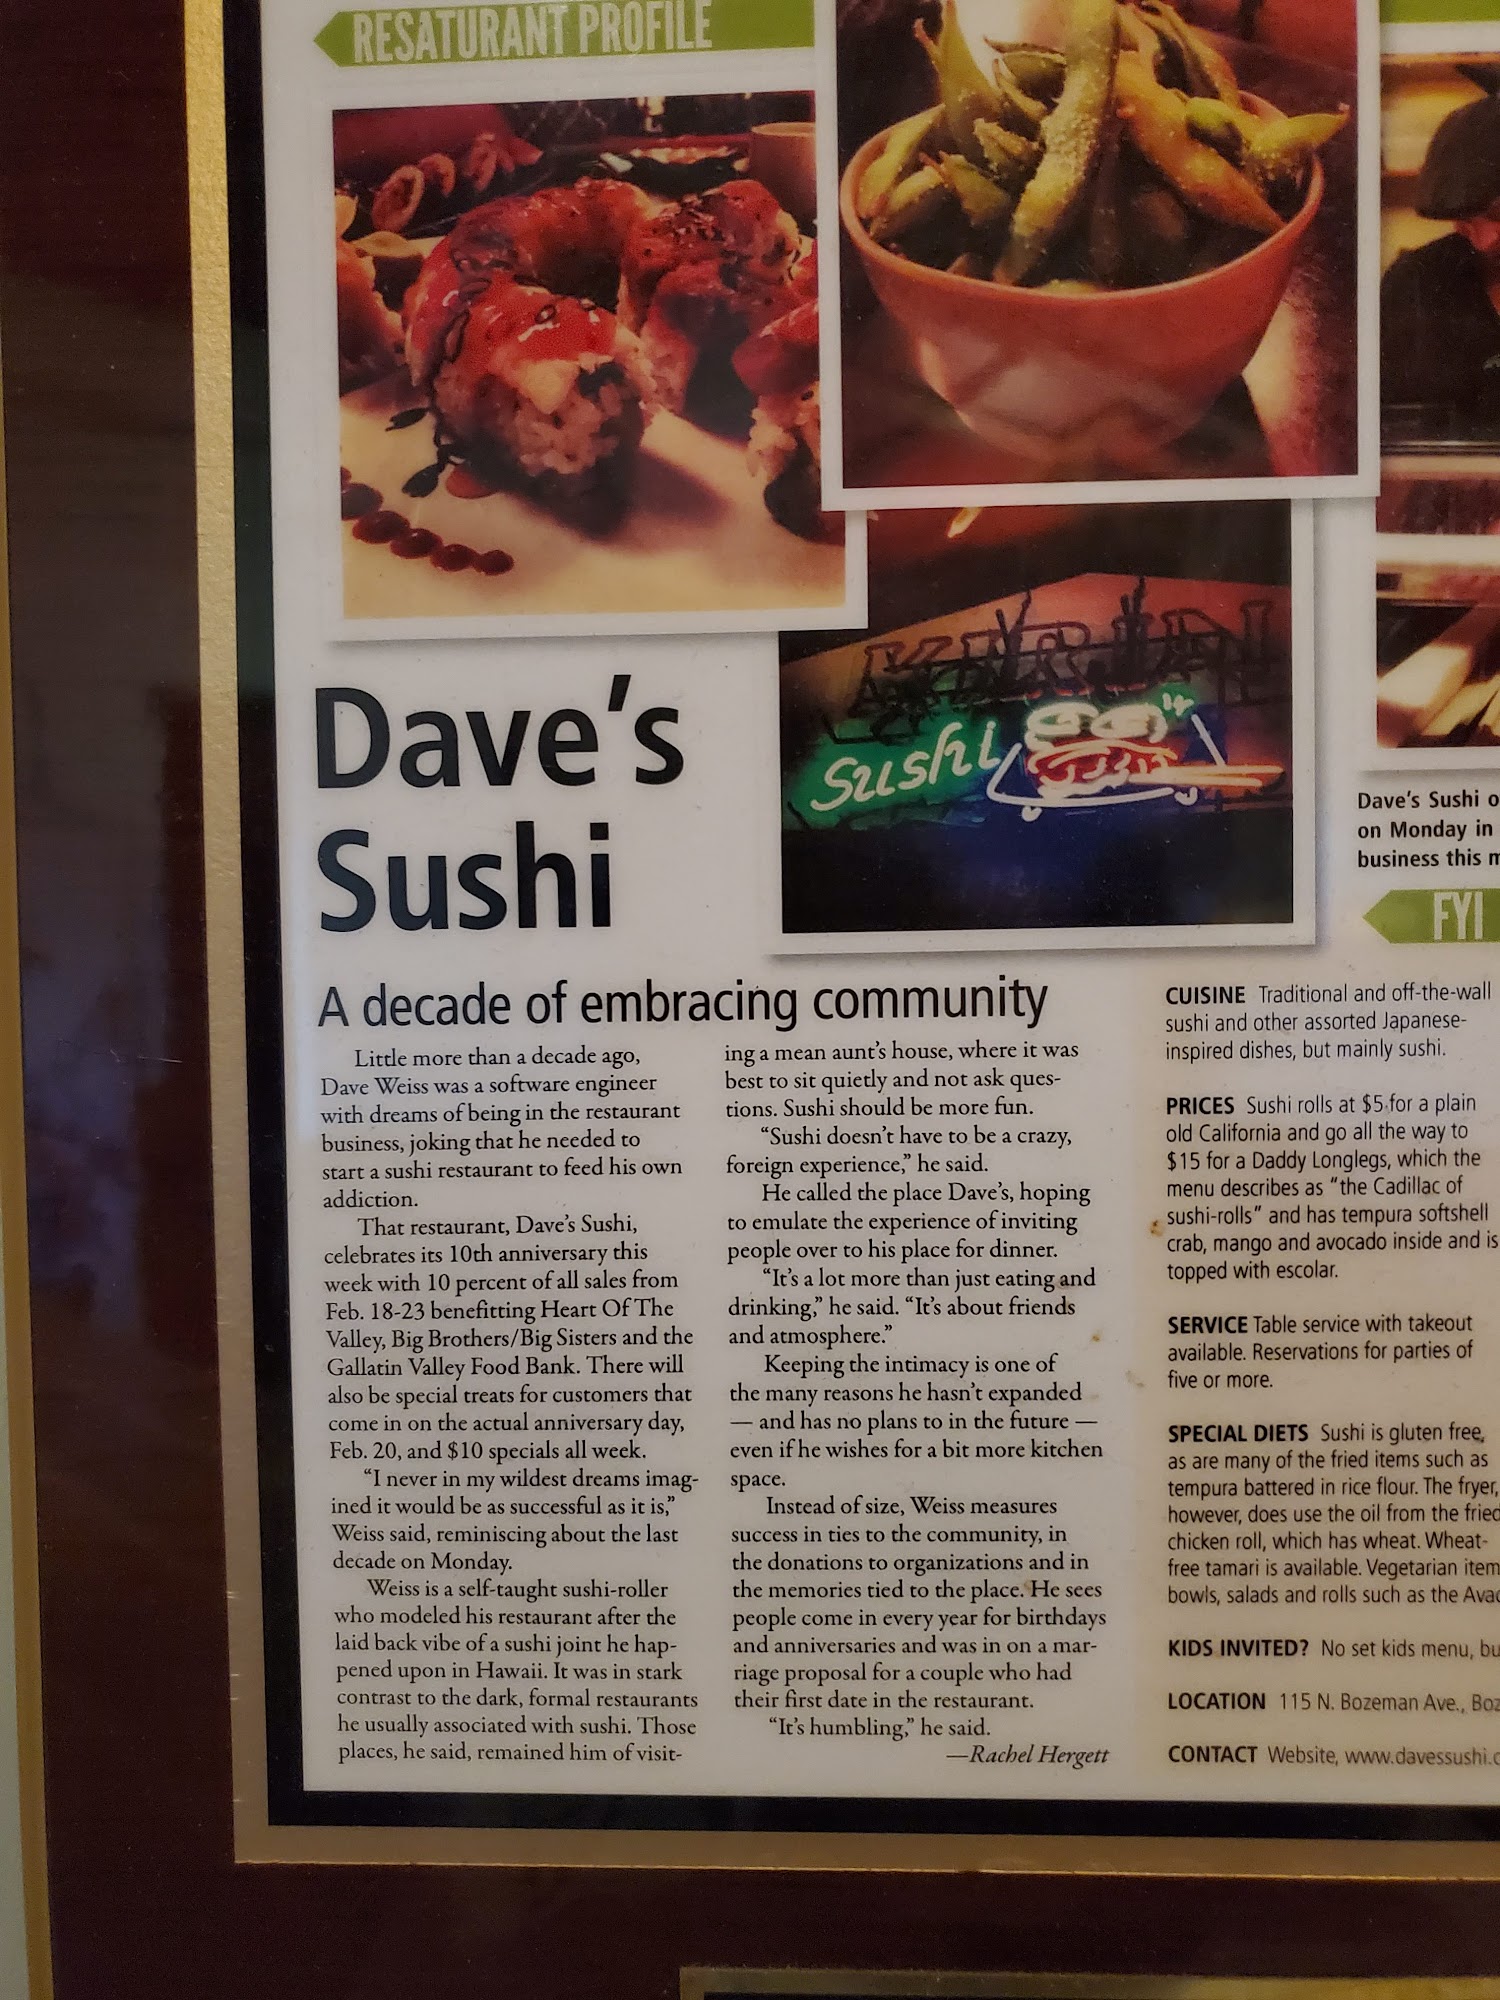 RESATURANT PROFILE
Sushi
Dave's
Sushi
A decade of embracing community
Little more than a decade ago,
Dave Weiss was a software engineer
with dreams of being in the restaurant
business, joking that he needed to
start a sushi restaurant to feed his own
addiction.
That restaurant, Dave's Sushi,
celebrates its 10th anniversary this
week with 10 percent of all sales from
Feb. 18-23 benefitting Heart Of The
Valley, Big Brothers/Big Sisters and the
Gallatin Valley Food Bank. There will
also be special treats for customers that
come in on the actual anniversary day,
Feb. 20, and $10 specials all week.
"I never in my wildest dreams imag-
ined it would be as successful as it is,"
Weiss said, reminiscing about the last
decade on Monday.
Weiss is a self-taught sushi-roller
who modeled his restaurant after the
laid back vibe of a sushi joint he hap-
pened upon in Hawaii. It was in stark
contrast to the dark, formal restaurants
he usually associated with sushi. Those
places, he said, remained him of visit-
ing a mean aunt's house, where it was
best to sit quietly and not ask ques-
tions. Sushi should be more fun.
"Sushi doesn't have to be a crazy,
foreign experience," he said.
He called the place Dave's, hoping
to emulate the experience of inviting
people over to his place for dinner.
"It's a lot more than just eating and
drinking," he said. "It's about friends
and atmosphere."
Keeping the intimacy is one of
the many reasons he hasn't expanded
— and has no plans to in the future —
even if he wishes for a bit more kitchen
space.
Instead of size, Weiss measures
success in ties to the community, in
the donations to organizations and in
the memories tied to the place. He sees
people come in every year for birthdays
and anniversaries and was in on a mar-
riage proposal for a couple who had
their first date in the restaurant.
"It's humbling," he said.
—Rachel Hergett
Dave's Sushi o
on Monday in
business this m
FYI
CUISINE Traditional and off-the-wall
sushi and other assorted Japanese-
inspired dishes, but mainly sushi.
PRICES Sushi rolls at $5 for a plain
old California and go all the way to
$15 for a Daddy Longlegs, which the
menu describes as "the Cadillac of
sushi-rolls" and has tempura softshell
crab, mango and avocado inside and is
topped with escolar.
SERVICE Table service with takeout
available. Reservations for parties of
five or more.
SPECIAL DIETS Sushi is gluten free,
as are many of the fried items such as
tempura battered in rice flour. The fryer,
however, does use the oil from the fried
chicken roll, which has wheat. Wheat-
free tamari is available. Vegetarian item
bowls, salads and rolls such as the Avac
KIDS INVITED? No set kids menu, bu
LOCATION 115 N. Bozeman Ave., Boz
CONTACT Website, www.davessushi.c